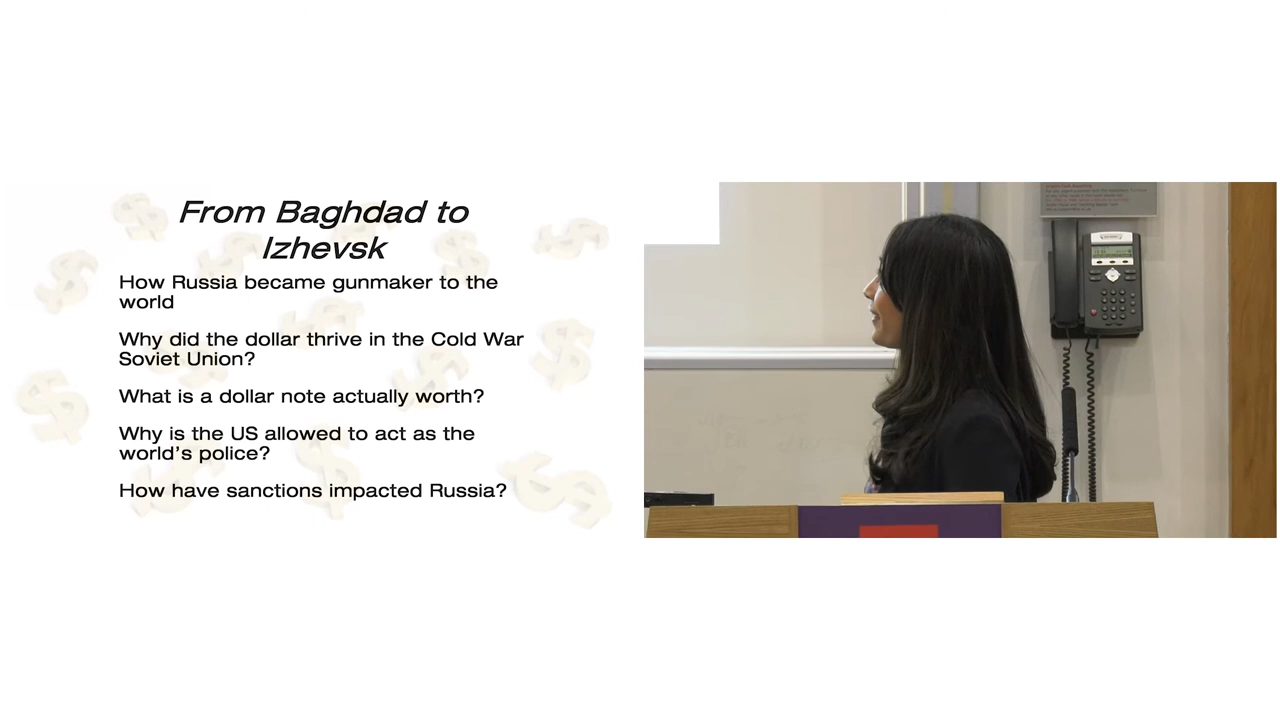 From Baghdad to
Izhevsk
How Russia became gunmaker to the
world
Why did the dollar thrive in the Cold War
Soviet Union?
What is a dollar note actually worth?
Why is the US allowed to act as the
world's police?
How have sanctions impacted Russia?